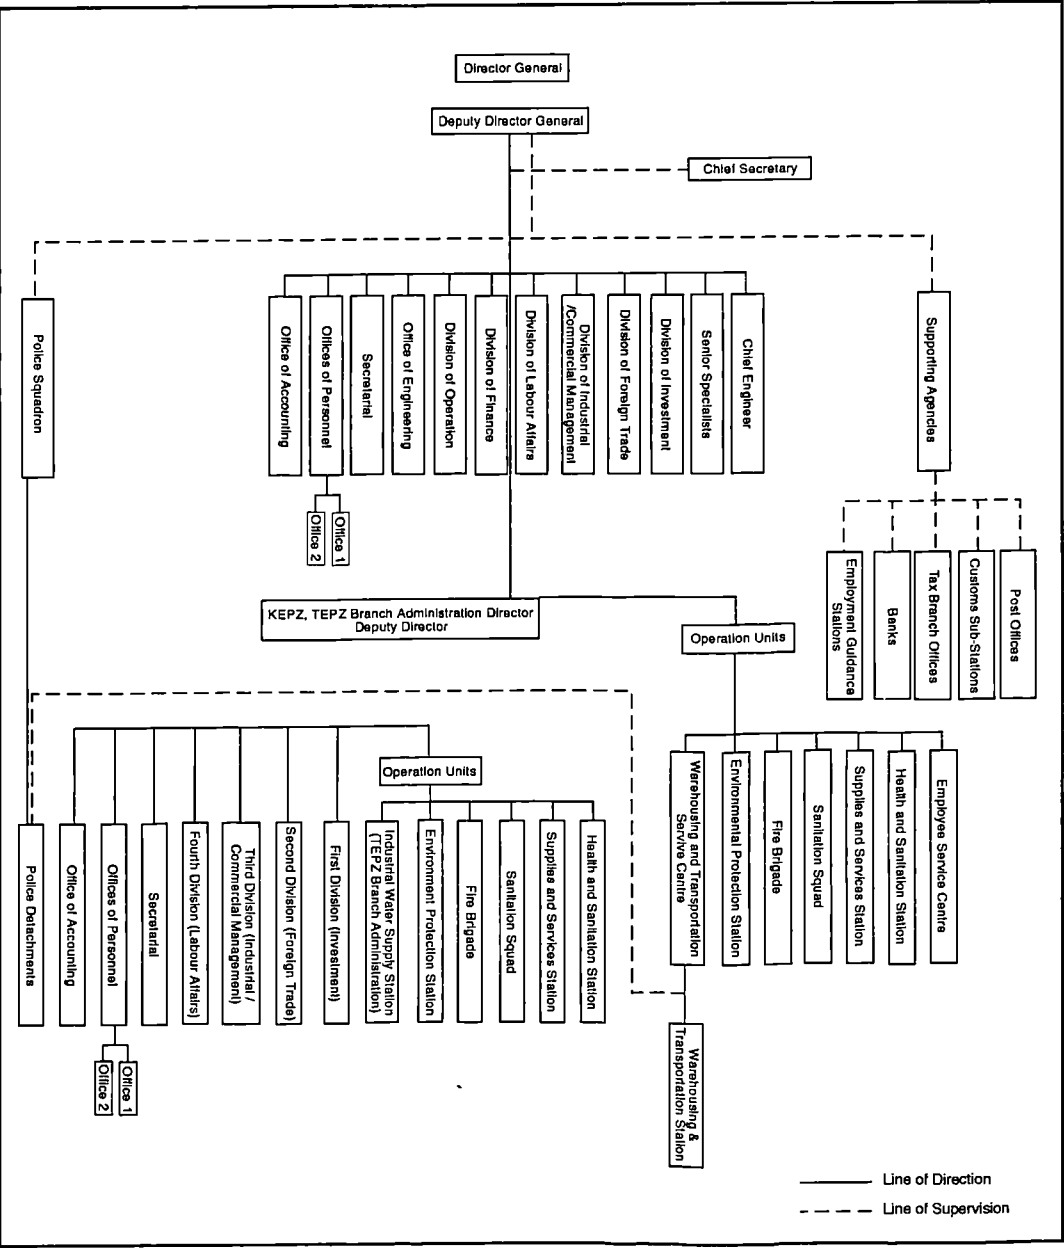 Director General
Deputy Director General
Chief Secretary
Police Squadron
Office of Accounting
Offices of Personnel
Secretarial
Office of Engineering
Division of Operation
Division of Finance
Division of Labour Affairs
Division of Industrial
/Commercial Management
Division of Foreign Trade
Division of Investment
Senior Specialists
Chief Engineer
Supporting Agencies
Office 2
Office 1
Employment Guidance
Stations
Banks
Tax Branch Offices
Customs Sub-Stations
Post Offices
KEPZ, TEPZ Branch Administration Director
Deputy Director
Operation Units
Warehousing and Transportation
Service Centre
Environmental Protection Station
Fire Brigade
Sanitation Squad
Supplies and Services Station
Health and Sanitation Station
Employee Service Centre
Operation Units
Police Detachments
Office of Accounting
Offices of Personnel
Secretarial
Fourth Division (Labour Affairs)
Third Division (Industrial /
Commercial Management)
Second Division (Foreign Trade)
First Division (Investment)
Industrial Water Supply Station
(TEPZ Branch Administration)
Environment Protection Station
Fire Brigade
Sanitation Squad
Supplies and Services Station
Health and Sanitation Station
Office 2
Office 1
Warehousing &
Transportation Station
Line of Direction
Line of Supervision